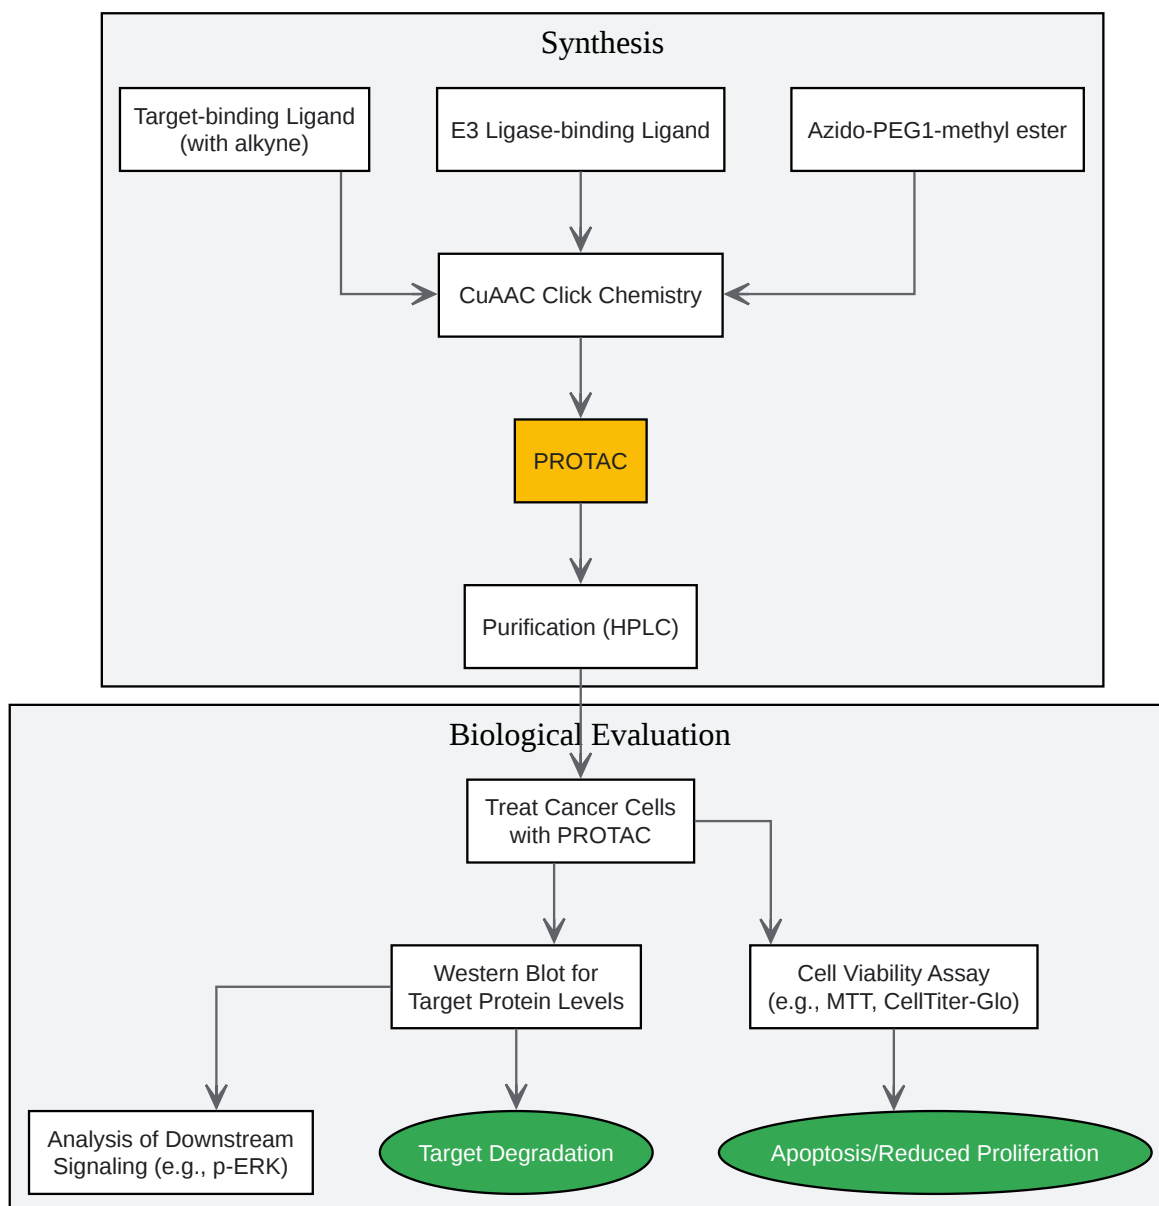 Synthesis
Target-binding Ligand
(with alkyne)
E3 Ligase-binding Ligand
Azido-PEG1-methyl ester
CuAAC Click Chemistry
PROTAC
Purification (HPLC)
Biological Evaluation
Treat Cancer Cells
with PROTAC
Western Blot for
Target Protein Levels
Cell Viability Assay
(e.g., MTT, CellTiter-Glo)
Analysis of Downstream
Signaling (e.g., p-ERK)
Target Degradation
Apoptosis/Reduced Proliferation